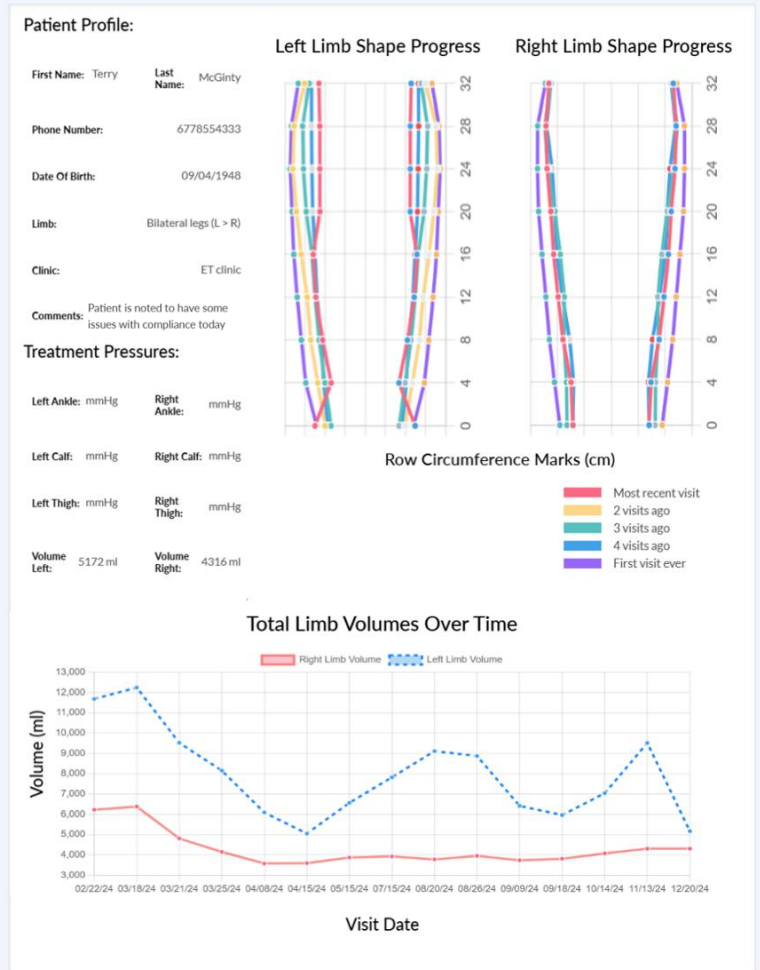 Patient Profile:
First Name: Terry
Last Name: McGinty
Phone Number: 6778554333
Date Of Birth: 09/04/1948
Limb: Bilateral legs (L > R)
Clinic: ET clinic
Comments: Patient is noted to have some
issues with compliance today
Treatment Pressures:
Left Ankle: mmHg
Right Ankle: mmHg
Left Calf: mmHg
Right Calf: mmHg
Left Thigh: mmHg
Right Thigh: mmHg
Volume Left: 5172 ml
Volume Right: 4316 ml
Left Limb Shape Progress
32
28
24
20
16
12
8
4
0
Right Limb Shape Progress
32
28
24
20
16
12
8
4
0
Row Circumference Marks (cm)
Most recent visit
2 visits ago
3 visits ago
4 visits ago
First visit ever
Total Limb Volumes Over Time
Right Limb Volume
Left Limb Volume
Volume (ml)
13,000
12,000
11,000
10,000
9,000
8,000
7,000
6,000
5,000
4,000
3,000
02/22/24 03/18/24 03/21/24 03/25/24 04/08/24 04/15/24 05/15/24 07/15/24 08/20/24 08/26/24 09/09/24 09/18/24 10/14/24 11/13/24 12/20/24
Visit Date